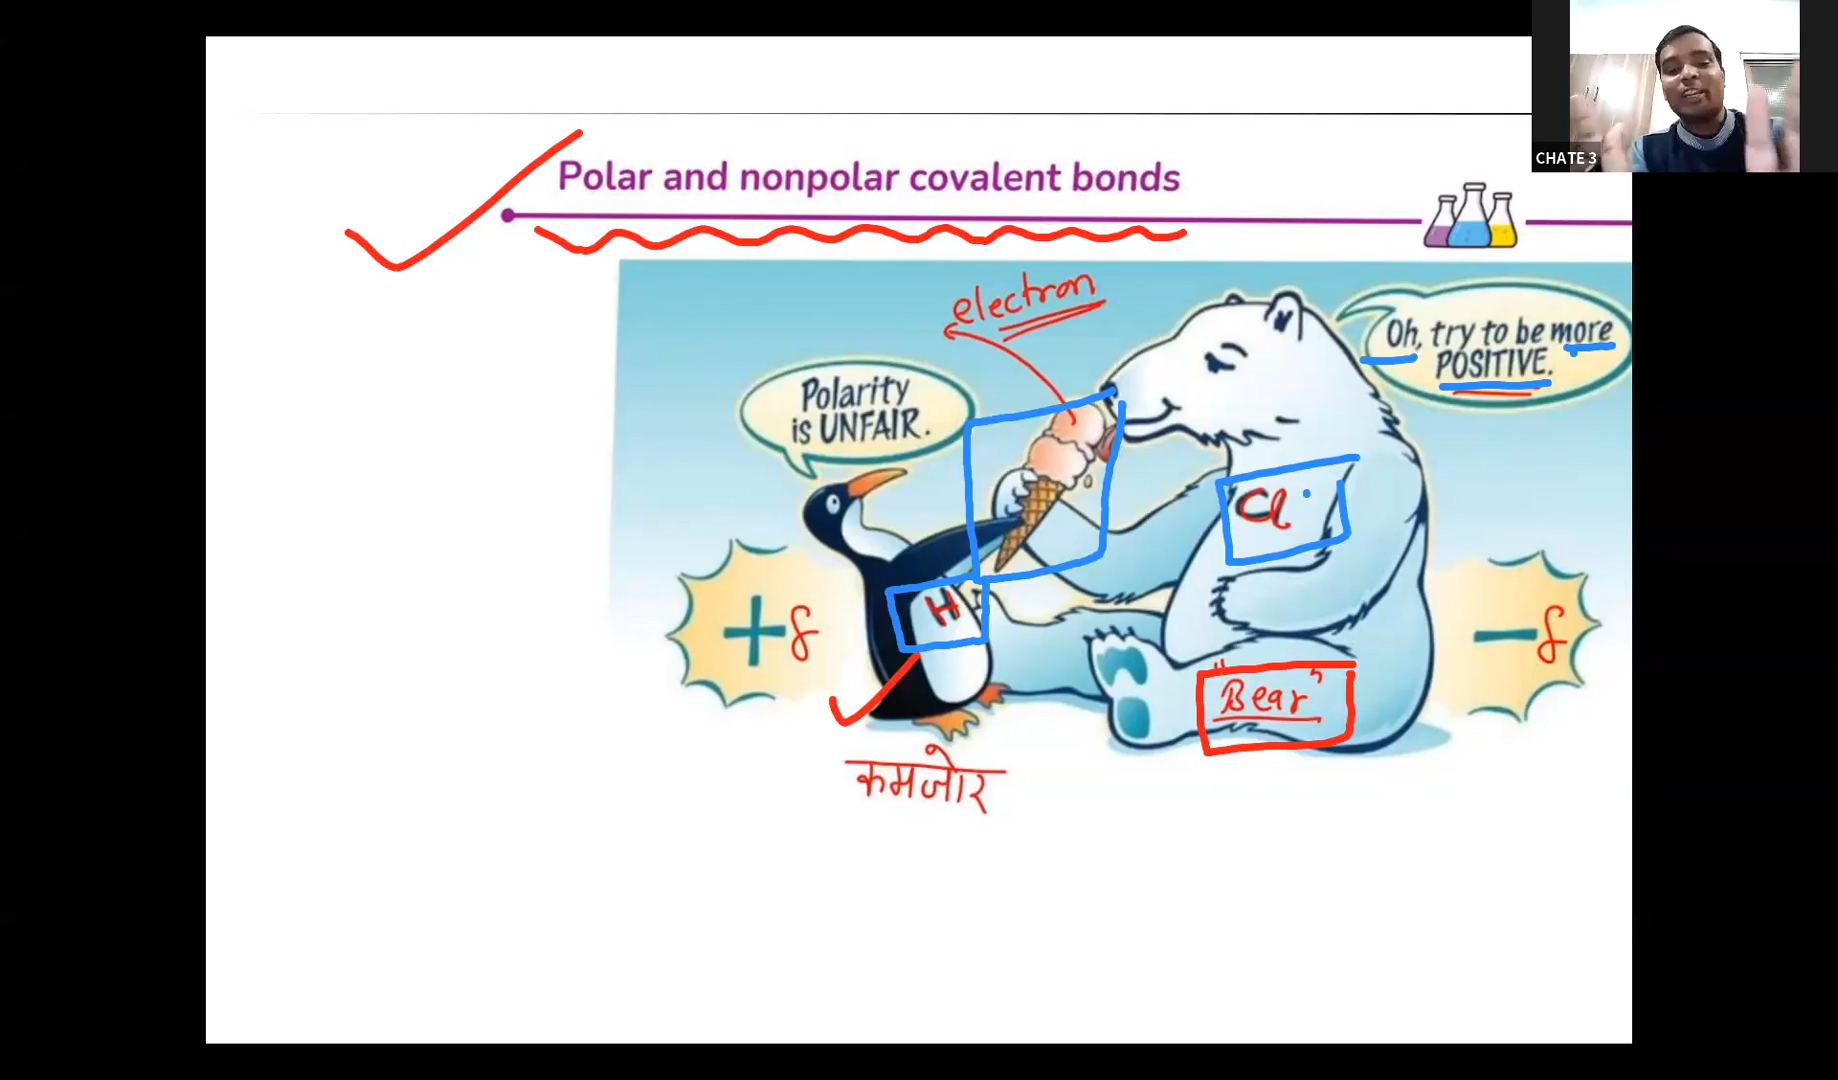 CHATE 3
Polar and nonpolar covalent bonds
electron
Oh, try to be more
POSITIVE.
Polarity
is UNFAIR.
Cl
H
+δ
-δ
"Bear"
कमजोर